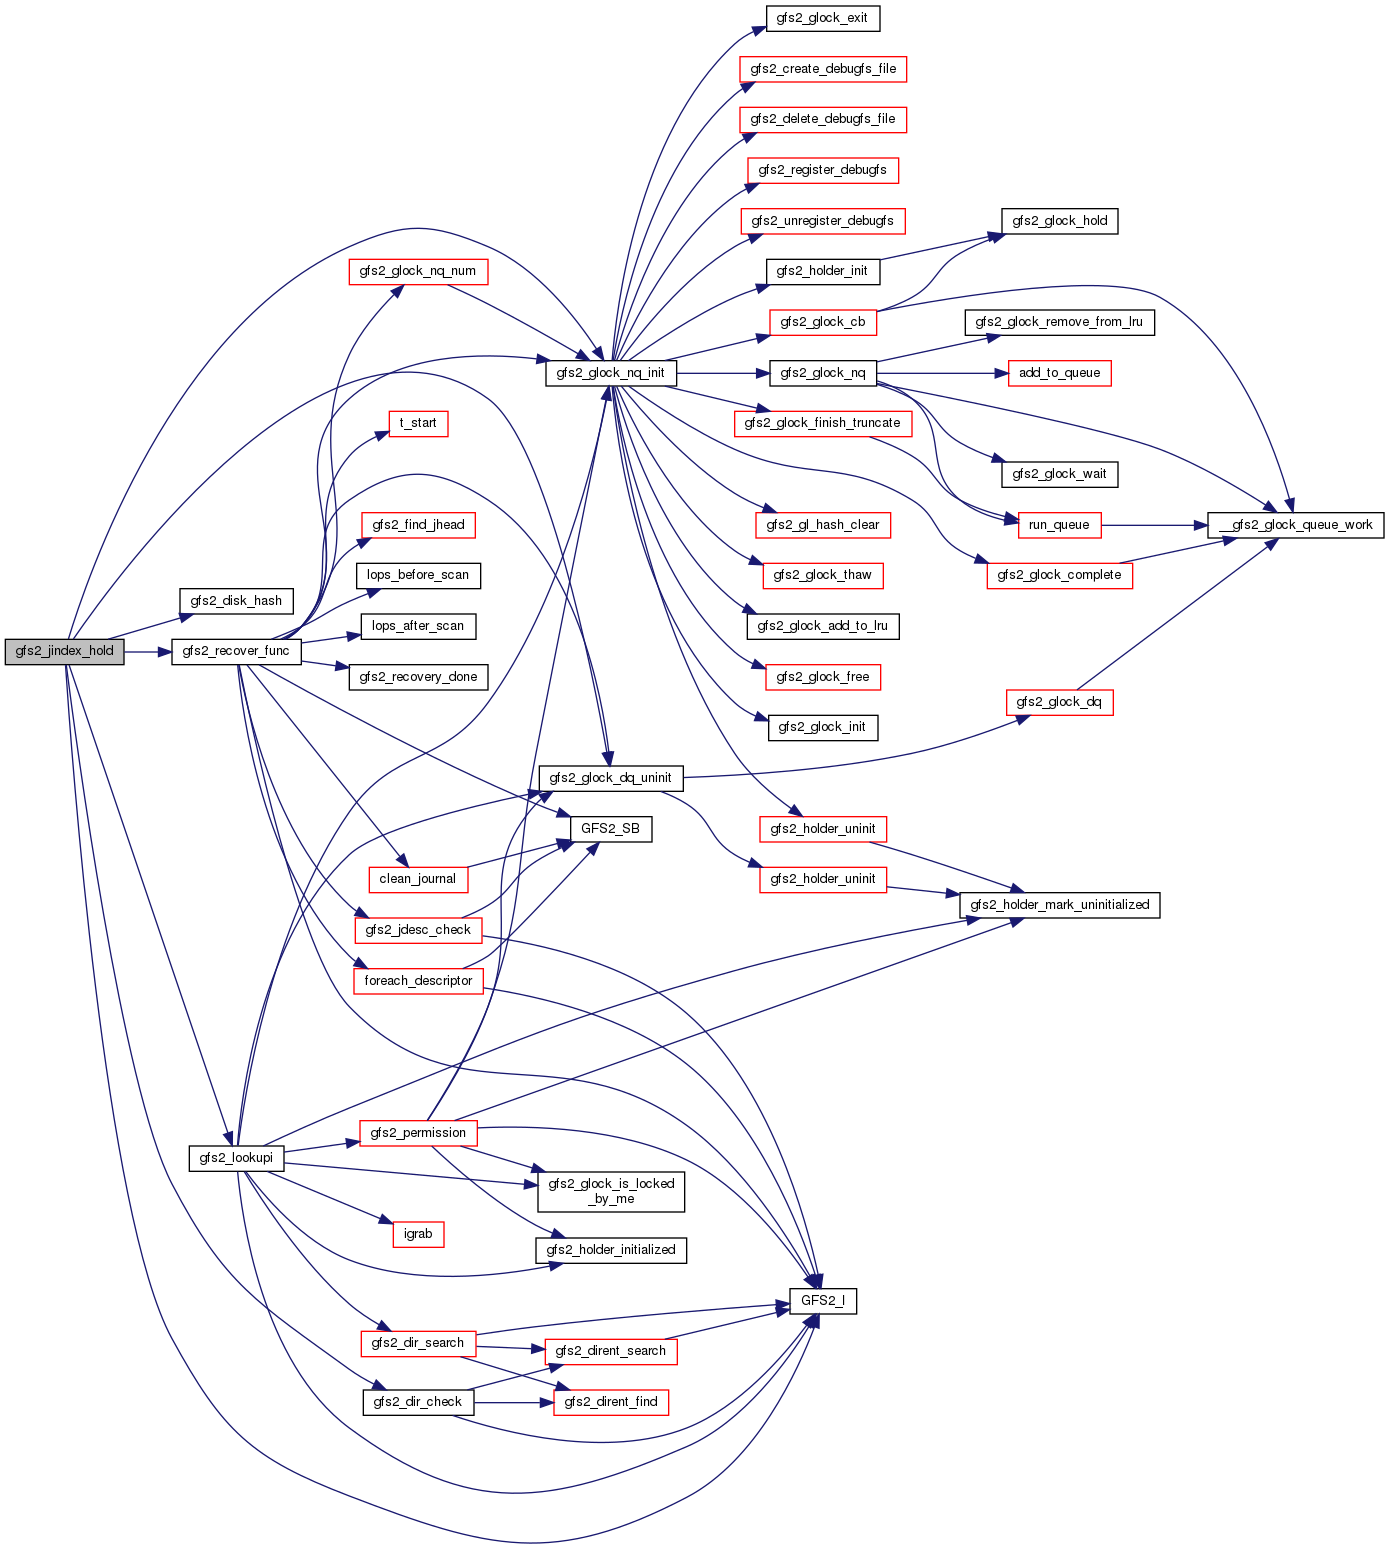 gfs2_glock_exit
gfs2_create_debugfs_file
gfs2_delete_debugfs_file
gfs2_register_debugfs
gfs2_unregister_debugfs
gfs2_glock_hold
gfs2_glock_nq_num
gfs2_holder_init
gfs2_glock_cb
gfs2_glock_remove_from_lru
gfs2_glock_nq_init
gfs2_glock_nq
add_to_queue
t_start
gfs2_glock_finish_truncate
gfs2_glock_wait
gfs2_find_jhead
gfs2_gl_hash_clear
run_queue
__gfs2_glock_queue_work
lops_before_scan
gfs2_glock_thaw
gfs2_glock_complete
gfs2_disk_hash
lops_after_scan
gfs2_glock_add_to_lru
gfs2_jindex_hold
gfs2_recover_func
gfs2_recovery_done
gfs2_glock_free
gfs2_glock_dq
gfs2_glock_init
gfs2_glock_dq_uninit
GFS2_SB
gfs2_holder_uninit
clean_journal
gfs2_holder_uninit
gfs2_holder_mark_uninitialized
gfs2_jdesc_check
foreach_descriptor
gfs2_permission
gfs2_lookupi
gfs2_glock_is_locked
_by_me
igrab
gfs2_holder_initialized
GFS2_I
gfs2_dir_search
gfs2_dirent_search
gfs2_dir_check
gfs2_dirent_find